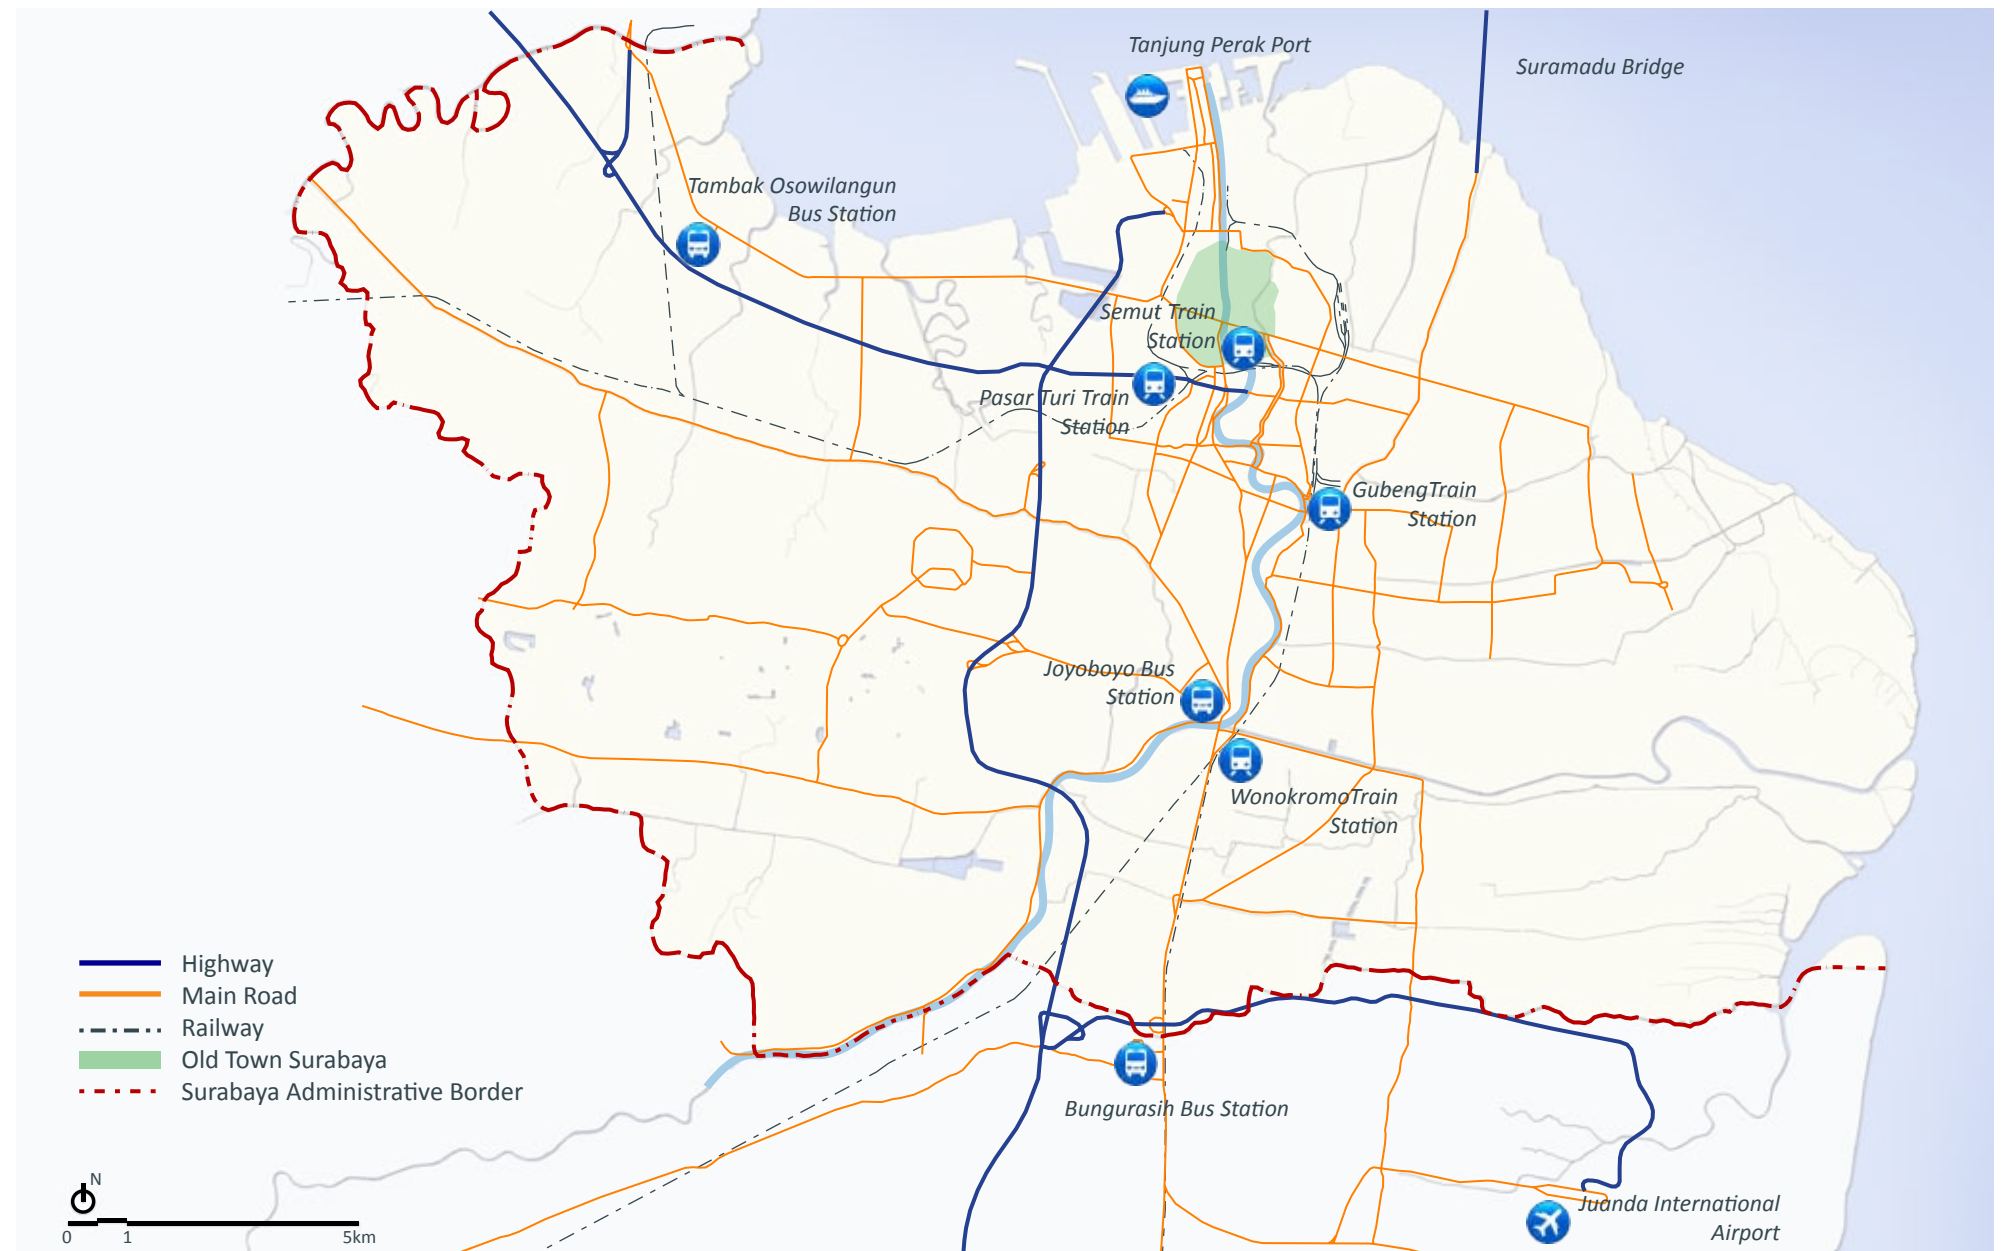 Tanjung Perak Port
Suramadu Bridge
Tambak Osowilangun
Bus Station
Semut Train
Station
Pasar Turi Train
Station
GubengTrain
Station
Joyoboyo Bus
Station
WonokromoTrain
Station
Bungurasih Bus Station
Juanda International
Airport
Highway
Main Road
Railway
Old Town Surabaya
Surabaya Administrative Border
N
0 1 5km